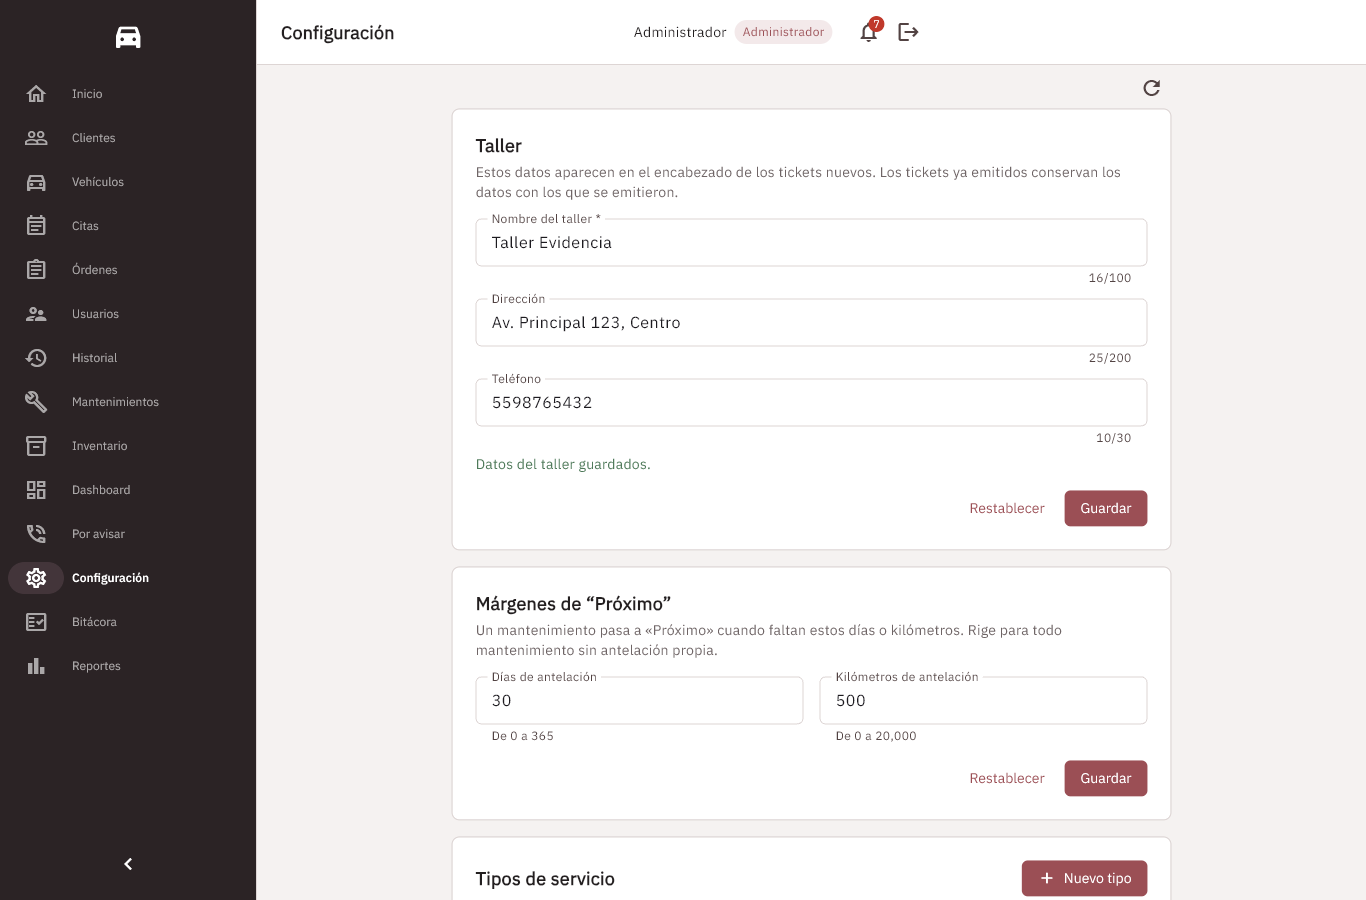 Configuración
Administrador
Administrador
7
Inicio
Clientes
Vehículos
Citas
Órdenes
Usuarios
Historial
Mantenimientos
Inventario
Dashboard
Por avisar
Configuración
Bitácora
Reportes
Taller
Estos datos aparecen en el encabezado de los tickets nuevos. Los tickets ya emitidos conservan los
datos con los que se emitieron.
Nombre del taller *
Taller Evidencia
16/100
Dirección
Av. Principal 123, Centro
25/200
Teléfono
5598765432
10/30
Datos del taller guardados.
Restablecer
Guardar
Márgenes de “Próximo”
Un mantenimiento pasa a «Próximo» cuando faltan estos días o kilómetros. Rige para todo
mantenimiento sin antelación propia.
Días de antelación
30
De 0 a 365
Kilómetros de antelación
500
De 0 a 20,000
Restablecer
Guardar
Tipos de servicio
Nuevo tipo